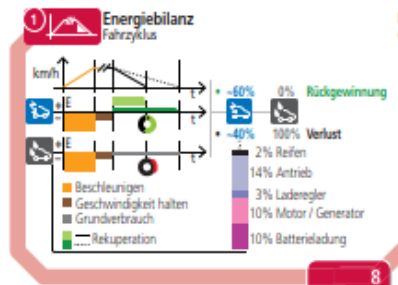 1 Energiebilanz
Fahrzyklus
km/h
t
+E
−
t
+E
−
t
• ~60% 0% Rückgewinnung
• ~40% 100% Verlust
2% Reifen
14% Antrieb
3% Laderegler
10% Motor / Generator
10% Batterieladung
Beschleunigen
Geschwindigkeit halten
Grundverbrauch
Rekuperation
8